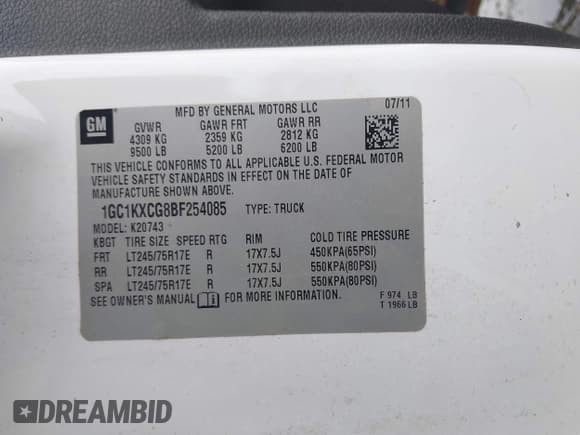 GM
MFD BY GENERAL MOTORS LLC 07/11
GVWR GAWR FRT GAWR RR
4309 KG 2359 KG 2812 KG
9500 LB 5200 LB 6200 LB
THIS VEHICLE CONFORMS TO ALL APPLICABLE U.S. FEDERAL MOTOR
VEHICLE SAFETY STANDARDS IN EFFECT ON THE DATE OF
MANUFACTURE SHOWN ABOVE.
1GC1KXCG8BF254085 TYPE: TRUCK
MODEL: K20743
KBGT TIRE SIZE SPEED RTG RIM COLD TIRE PRESSURE
FRT LT245/75R17E R 17X7.5J 450KPA(65PSI)
RR LT245/75R17E R 17X7.5J 550KPA(80PSI)
SPA LT245/75R17E R 17X7.5J 550KPA(80PSI)
SEE OWNER'S MANUAL FOR MORE INFORMATION.
F 974 LB
T 1966 LB
DREAMBID